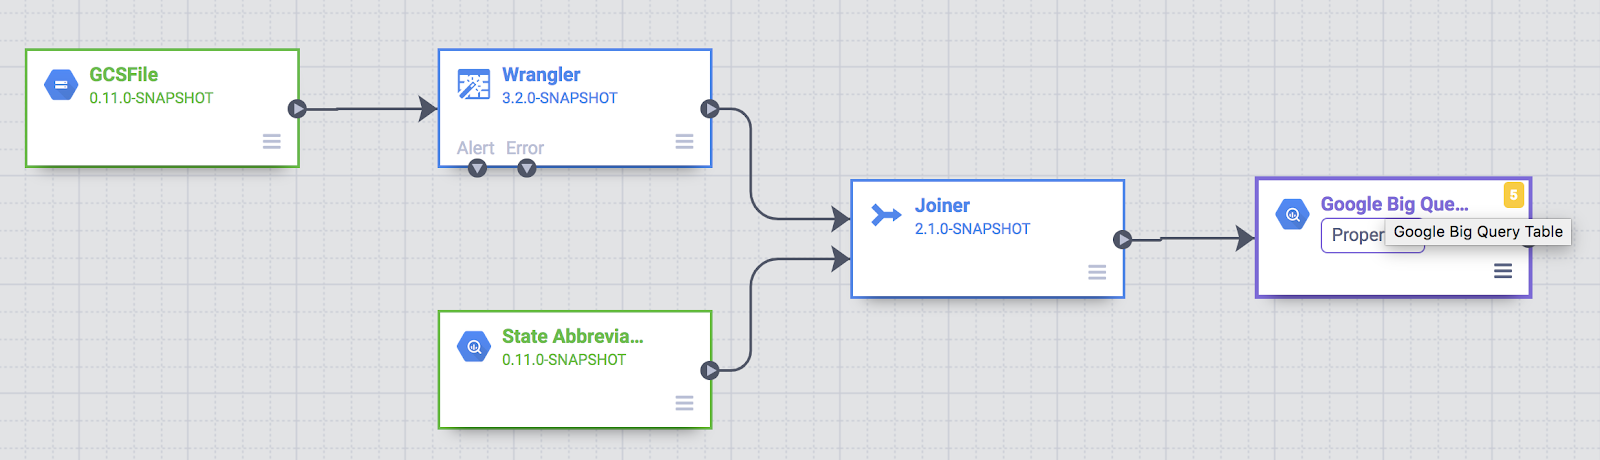 GCSFile
0.11.0-SNAPSHOT
Wrangler
3.2.0-SNAPSHOT
Alert Error
Joiner
2.1.0-SNAPSHOT
Google Big Que...
5
Proper
Google Big Query Table
State Abbrevia...
0.11.0-SNAPSHOT